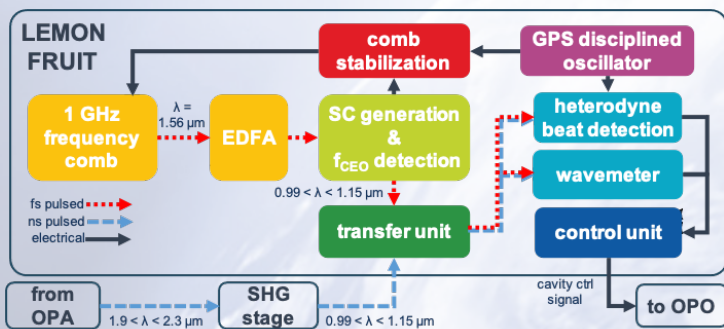 LEMON
FRUIT
comb
stabilization
GPS disciplined
oscillator
λ =
1.56 µm
1 GHz
frequency
comb
EDFA
SC generation
&
fCEO detection
heterodyne
beat detection
wavemeter
0.99 < λ < 1.15 µm
fs pulsed
ns pulsed
electrical
transfer unit
control unit
cavity ctrl
signal
from
OPA
1.9 < λ < 2.3 µm
SHG
stage
0.99 < λ < 1.15 µm
to OPO